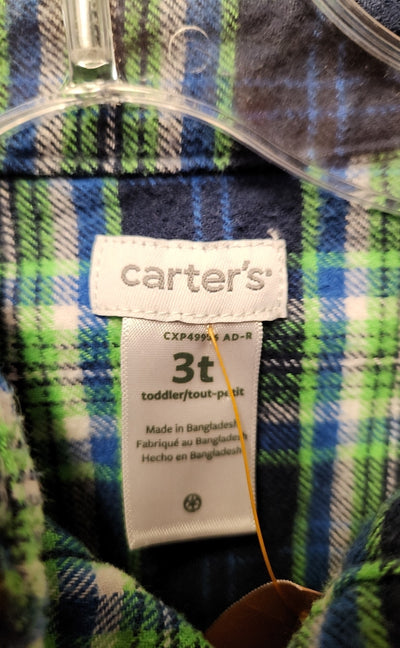 carter's
AD-R
3t
toddler/tout-petit
Made in Bangladesh
Fabriqué au Bangladesh
Hecho en Bangladesh